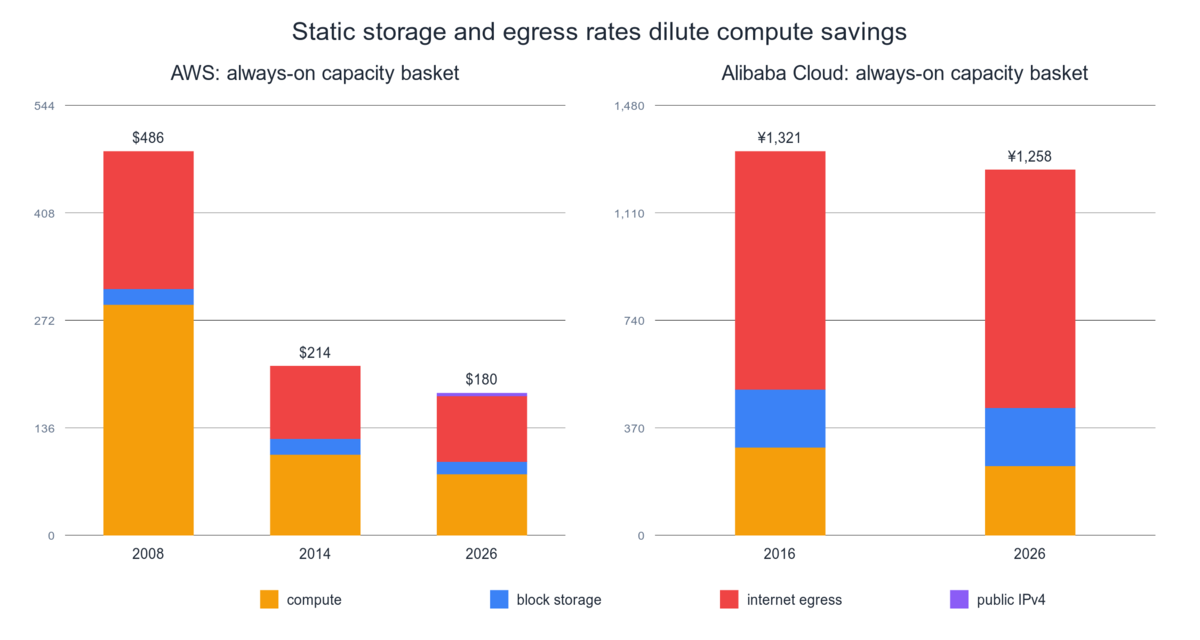 Static storage and egress rates dilute compute savings
AWS: always-on capacity basket
544
408
272
136
0
$486
$214
$180
2008
2014
2026
Alibaba Cloud: always-on capacity basket
1,480
1,110
740
370
0
¥1,321
¥1,258
2016
2026
compute
block storage
internet egress
public IPv4